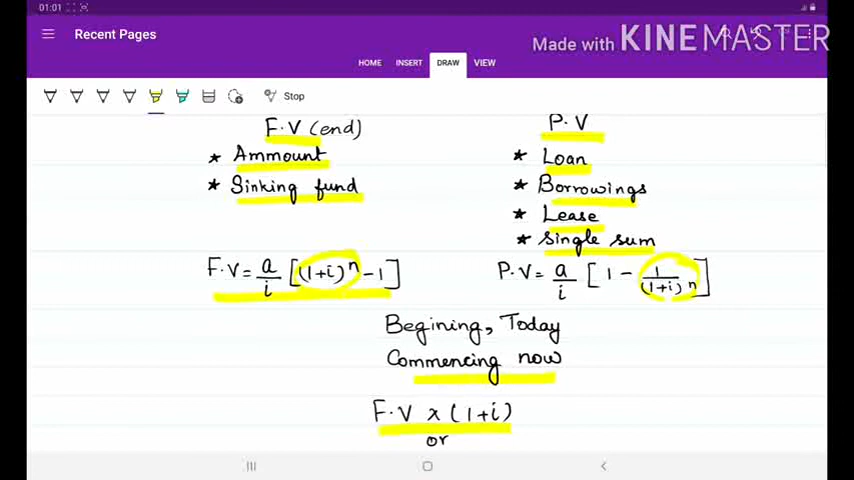 01:01
Recent Pages
Made with KINEMASTER
HOME INSERT DRAW VIEW
Stop
F.V (end)
* Ammount
* Sinking fund
P.V
* Loan
* Borrowings
* Lease
* Single sum
F.V = a/i [(1+i)^n - 1]
P.V = a/i [1 - 1/(1+i)^n]
Begining, Today
Commencing now
F.V x (1+i)
or